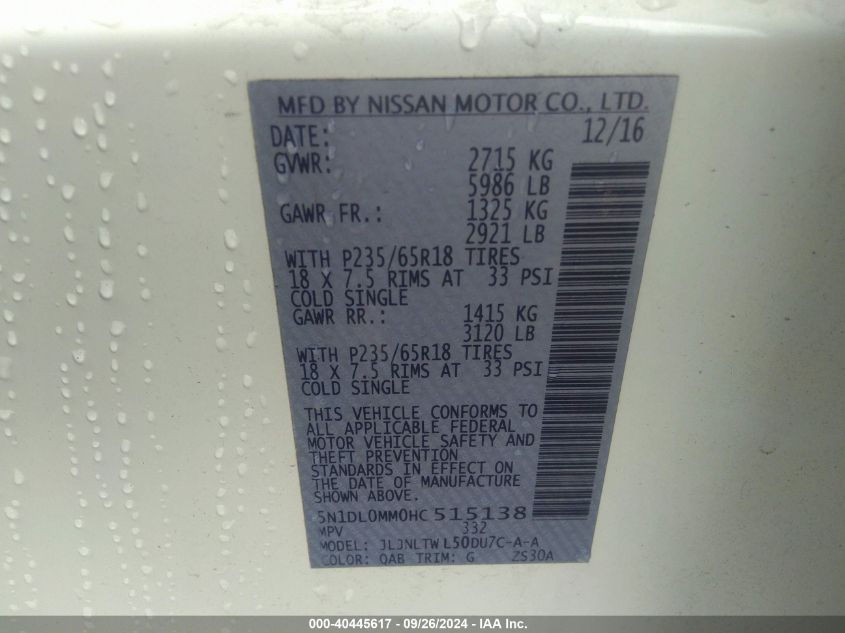 MFD BY NISSAN MOTOR CO., LTD.
DATE: 12/16
GVWR: 2715 KG
5986 LB
GAWR FR.: 1325 KG
2921 LB
WITH P235/65R18 TIRES
18 X 7.5 RIMS AT 33 PSI
COLD SINGLE
GAWR RR.: 1415 KG
3120 LB
WITH P235/65R18 TIRES
18 X 7.5 RIMS AT 33 PSI
COLD SINGLE
THIS VEHICLE CONFORMS TO
ALL APPLICABLE FEDERAL
MOTOR VEHICLE SAFETY AND
THEFT PREVENTION
STANDARDS IN EFFECT ON
THE DATE OF MANUFACTURE
SHOWN ABOVE.
5N1DL0MM0HC515138
MPV 332
MODEL: JLJNLTWL50DU7C-A-A
COLOR: QAB TRIM: G ZS30A
000-40445617 - 09/26/2024 - IAA Inc.